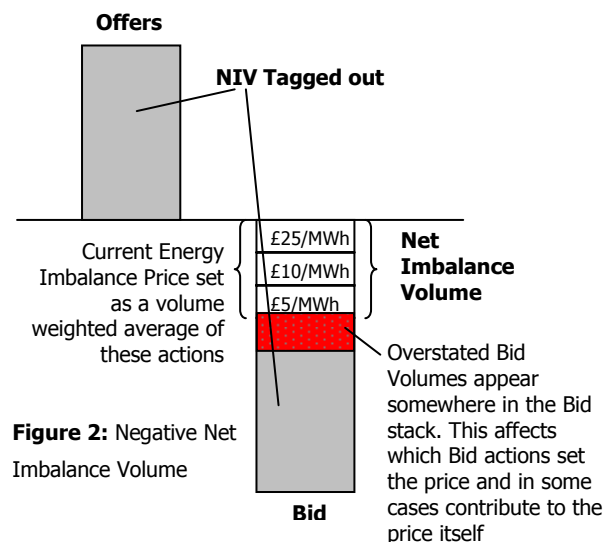 Offers
NIV Tagged out
£25/MWh
£10/MWh
£5/MWh
Current Energy
Imbalance Price set
as a volume
weighted average of
these actions
Net
Imbalance
Volume
Overstated Bid
Volumes appear
somewhere in the Bid
stack. This affects
which Bid actions set
the price and in some
cases contribute to the
price itself
Figure 2: Negative Net
Imbalance Volume
Bid